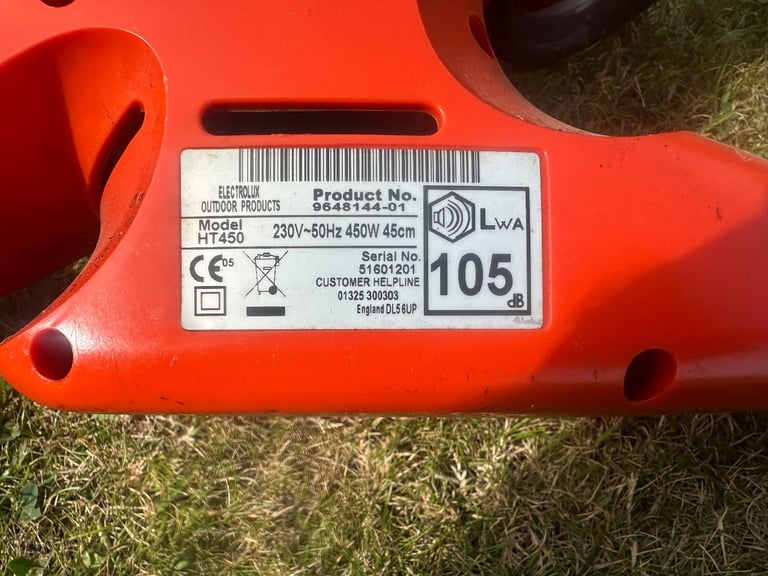 ELECTROLUX
OUTDOOR PRODUCTS
Product No.
9648144-01
Model
HT450
230V~50Hz 450W 45cm
LWA
105
dB
CE05
Serial No.
51601201
CUSTOMER HELPLINE
01325 300303
England DL5 6UP